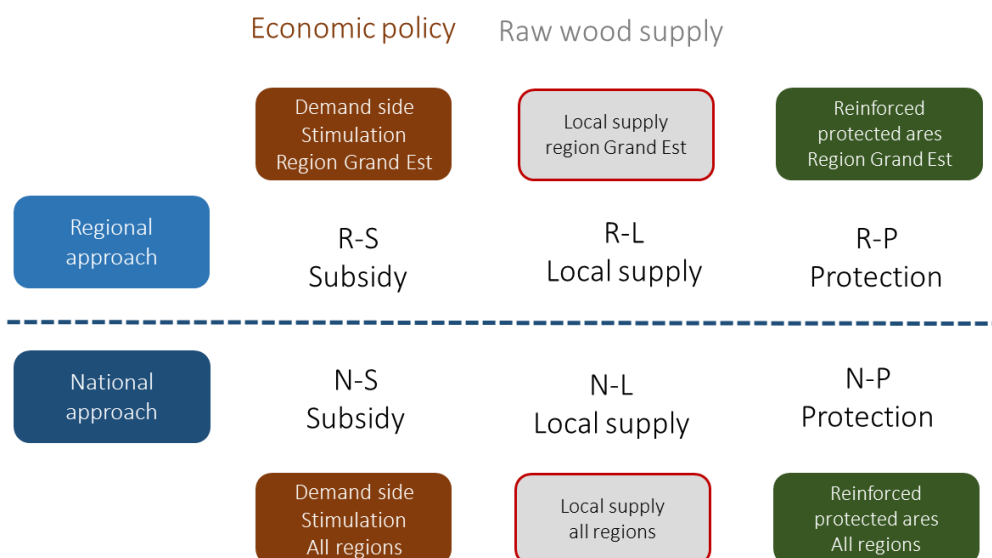 Economic policy
Raw wood supply
Demand side
Stimulation
Region Grand Est
Local supply
region Grand Est
Reinforced
protected ares
Region Grand Est
Regional
approach
R-S
Subsidy
R-L
Local supply
R-P
Protection
National
approach
N-S
Subsidy
N-L
Local supply
N-P
Protection
Demand side
Stimulation
All regions
Local supply
all regions
Reinforced
protected ares
All regions